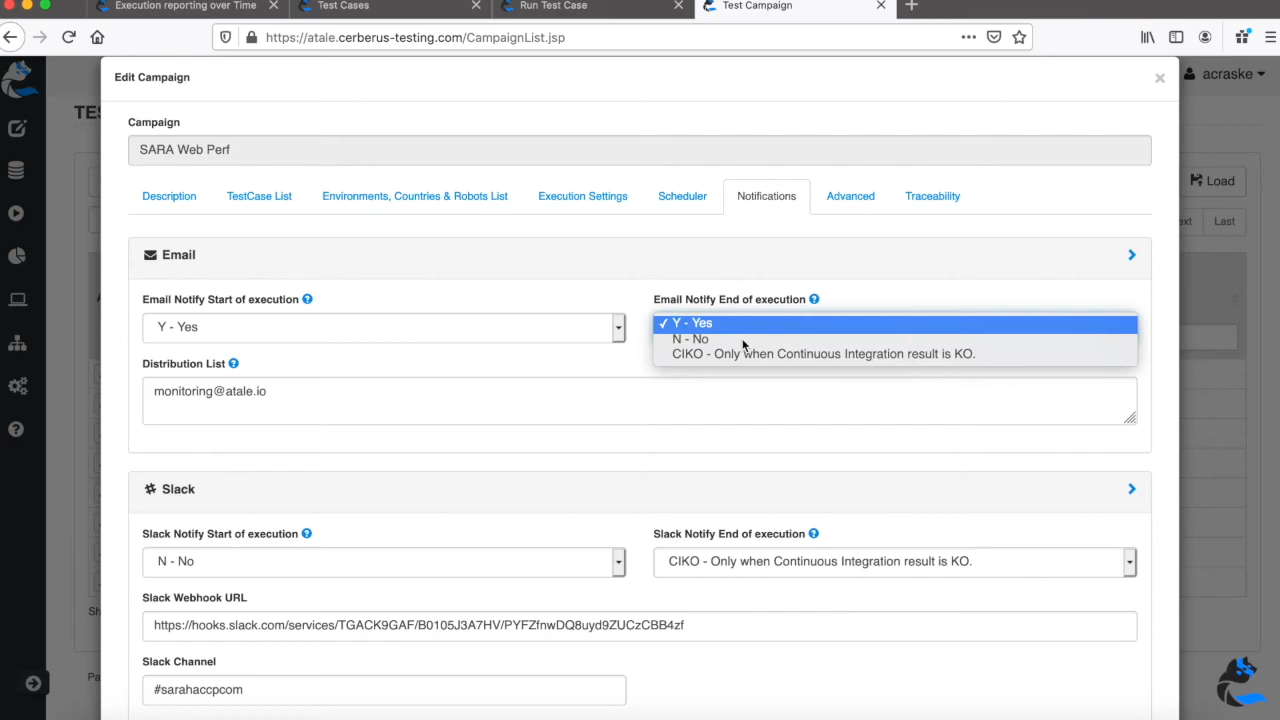 Execution reporting over Time
Test Cases
Run Test Case
Test Campaign
https://atale.cerberus-testing.com/CampaignList.jsp
Edit Campaign
acraske
TES
Campaign
SARA Web Perf
Load
Description
TestCase List
Environments, Countries & Robots List
Execution Settings
Scheduler
Notifications
Advanced
Traceability
ext
Last
Email
Email Notify Start of execution
Email Notify End of execution
Y - Yes
Y - Yes
N - No
CIKO - Only when Continuous Integration result is KO.
Distribution List
monitoring@atale.io
Slack
Slack Notify Start of execution
Slack Notify End of execution
N - No
CIKO - Only when Continuous Integration result is KO.
Slack Webhook URL
https://hooks.slack.com/services/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
Slack Channel
#sarahaccpcom
Sh
Pa